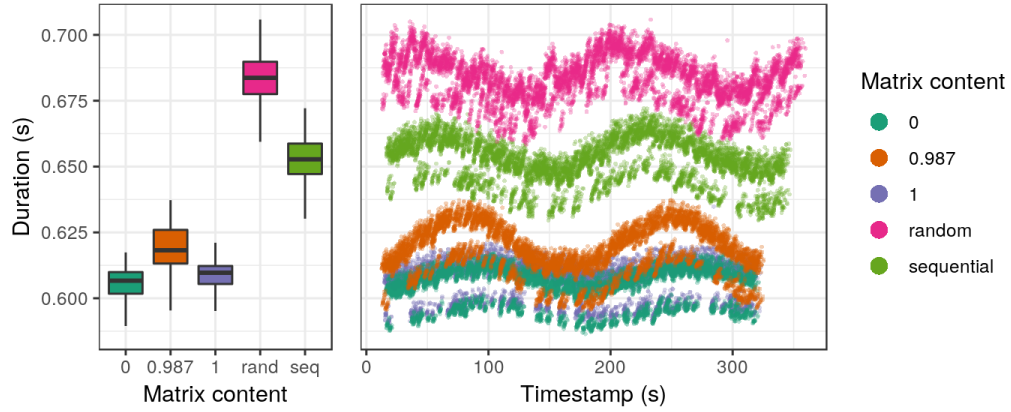 Duration (s)
0.700
0.675
0.650
0.625
0.600
0 0.987 1 rand seq
Matrix content
0 100 200 300
Timestamp (s)
Matrix content
0
0.987
1
random
sequential